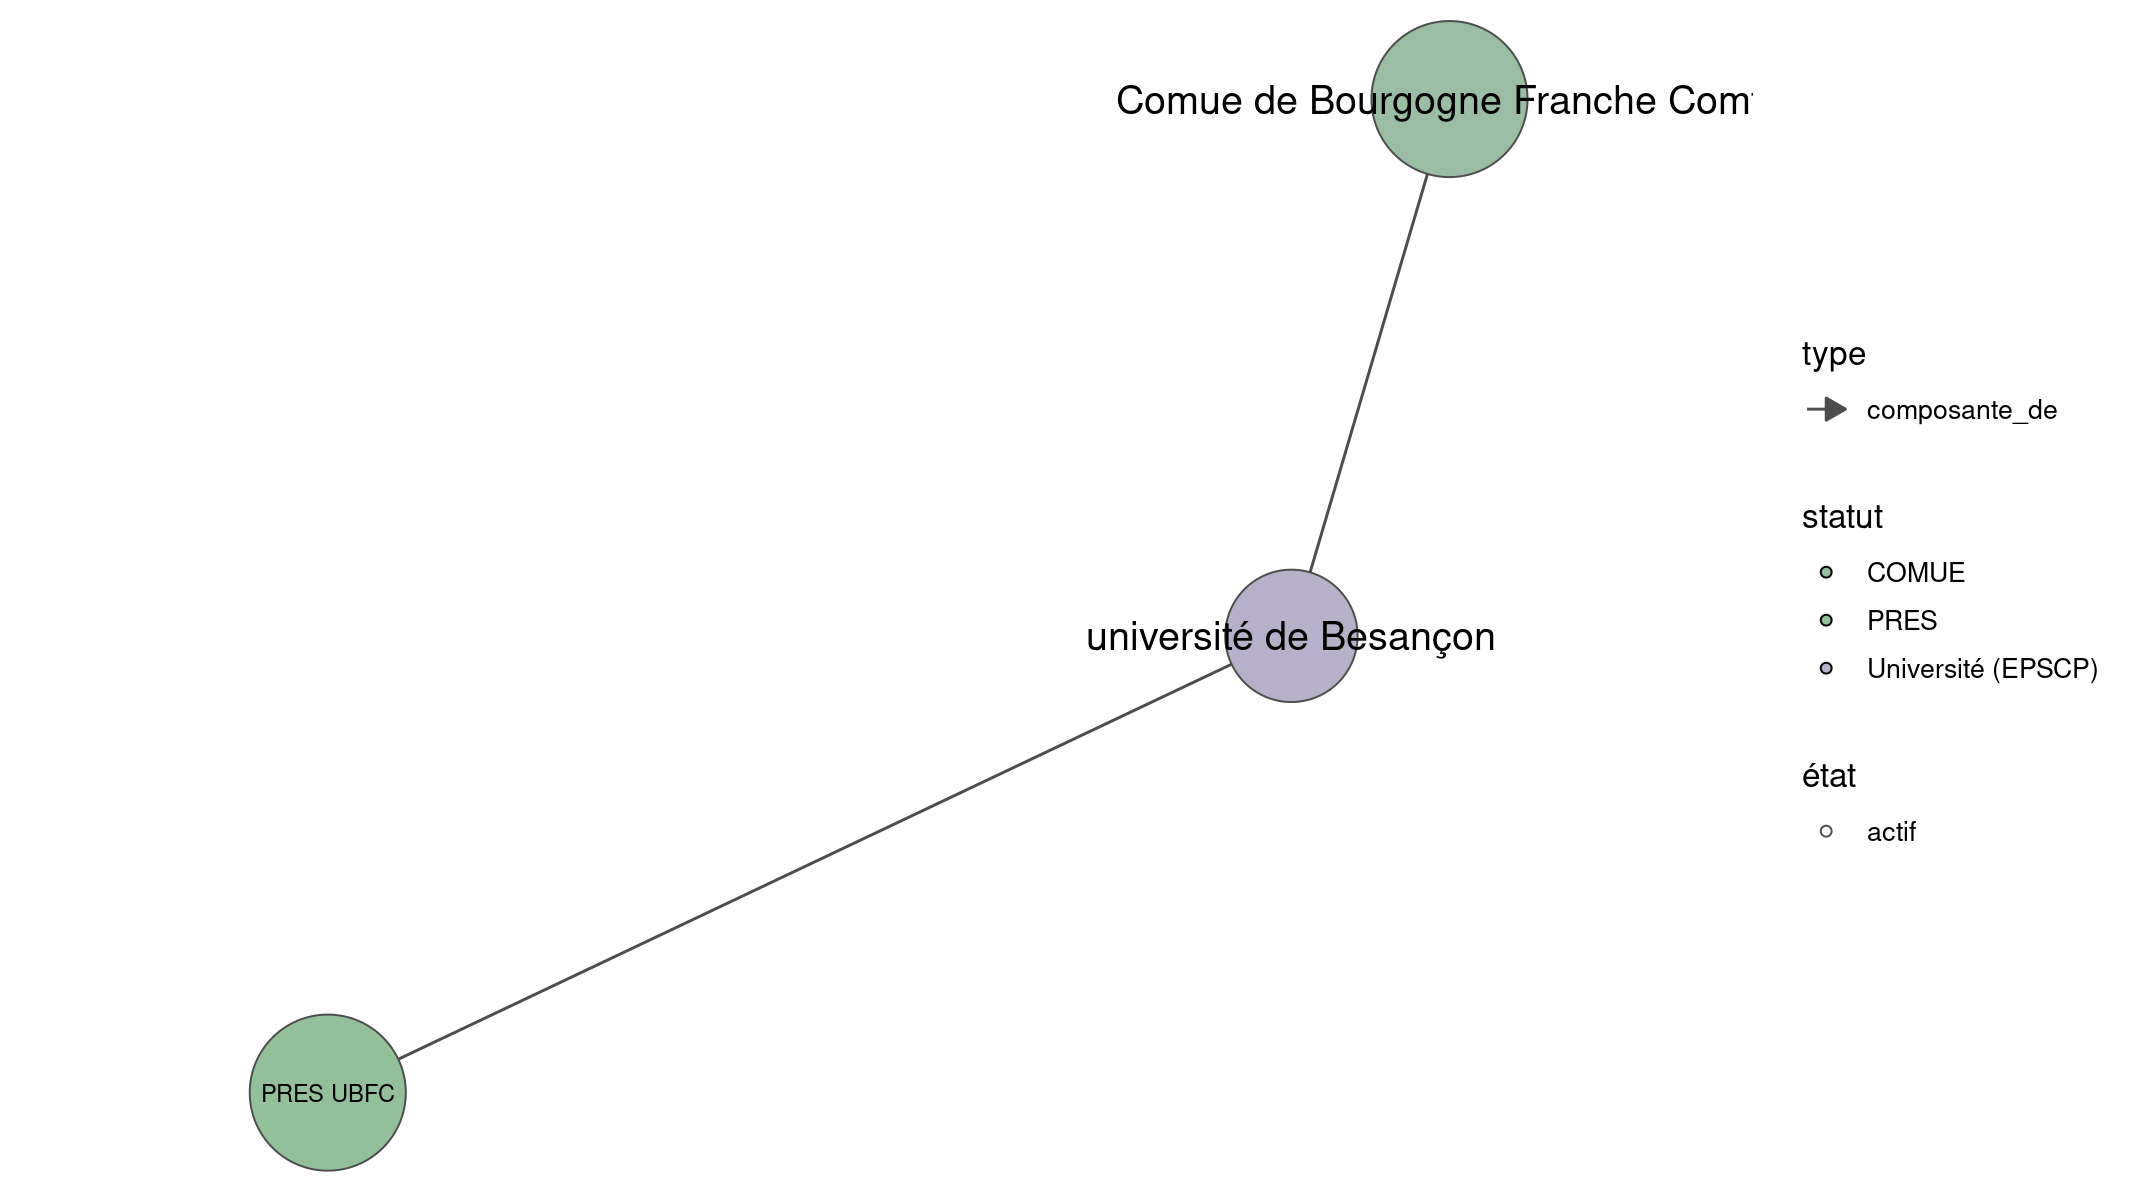 Comue de Bourgogne Franche Com
type
composante_de
statut
COMUE
PRES
université de Besançon
Université (EPSCP)
état
actif
PRES UBFC